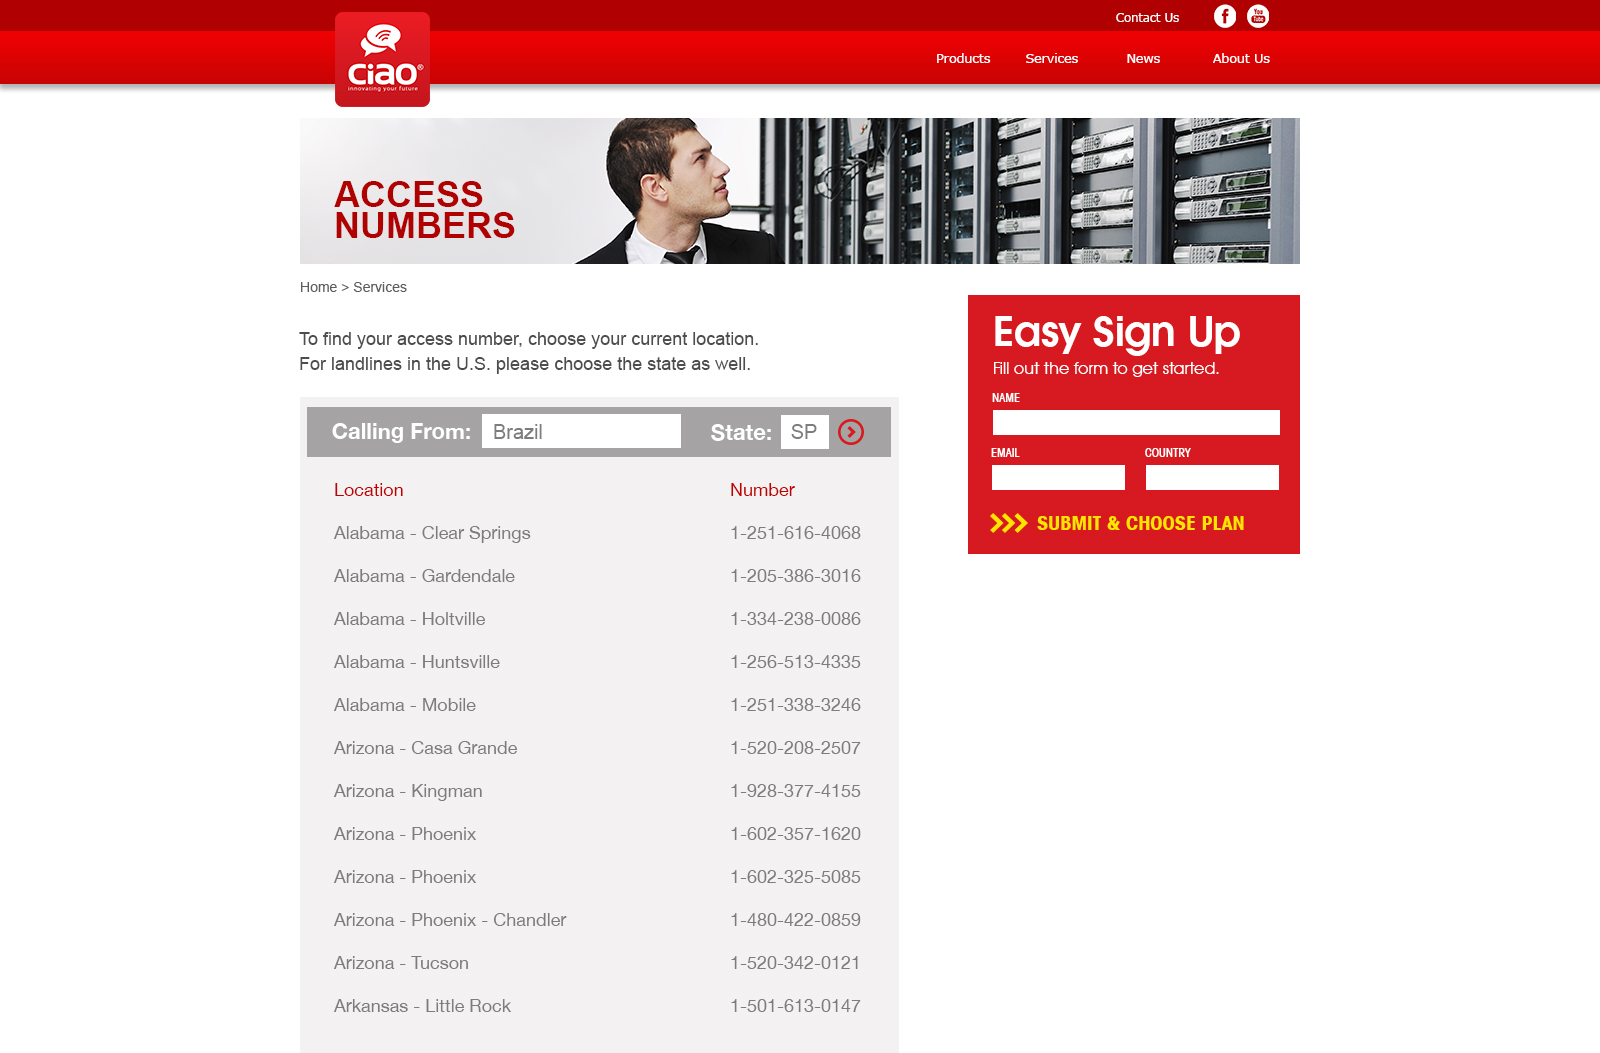 Contact Us
You
Tube
ciao®
innovating your future
Products Services News About Us
ACCESS
NUMBERS
Home > Services
To find your access number, choose your current location.
For landlines in the U.S. please choose the state as well.
Calling From: Brazil State: SP
Location Number
Alabama - Clear Springs 1-251-616-4068
Alabama - Gardendale 1-205-386-3016
Alabama - Holtville 1-334-238-0086
Alabama - Huntsville 1-256-513-4335
Alabama - Mobile 1-251-338-3246
Arizona - Casa Grande 1-520-208-2507
Arizona - Kingman 1-928-377-4155
Arizona - Phoenix 1-602-357-1620
Arizona - Phoenix 1-602-325-5085
Arizona - Phoenix - Chandler 1-480-422-0859
Arizona - Tucson 1-520-342-0121
Arkansas - Little Rock 1-501-613-0147
Easy Sign Up
Fill out the form to get started.
NAME
EMAIL COUNTRY
SUBMIT & CHOOSE PLAN